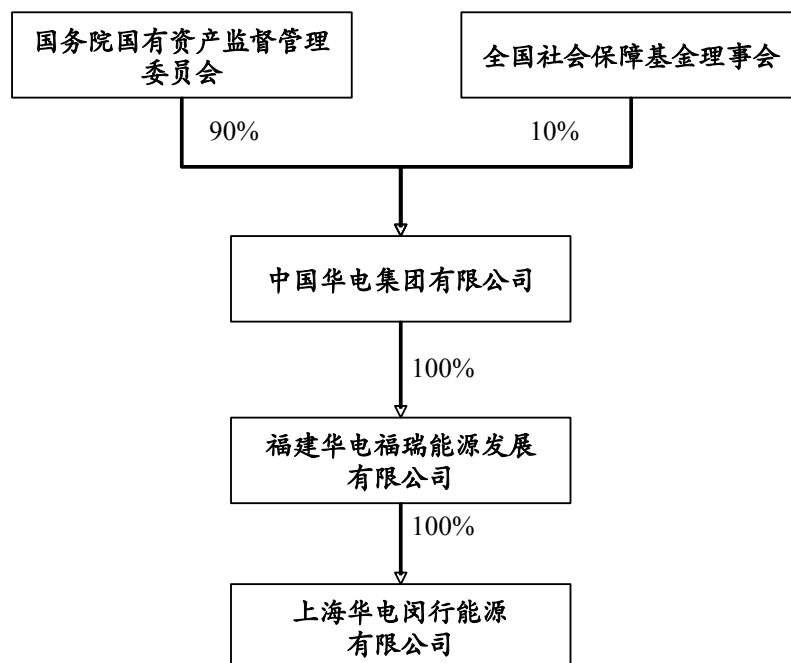 国务院国有资产监督管理
委员会
全国社会保障基金理事会
90%
10%
中国华电集团有限公司
100%
福建华电福瑞能源发展
有限公司
100%
上海华电闵行能源
有限公司